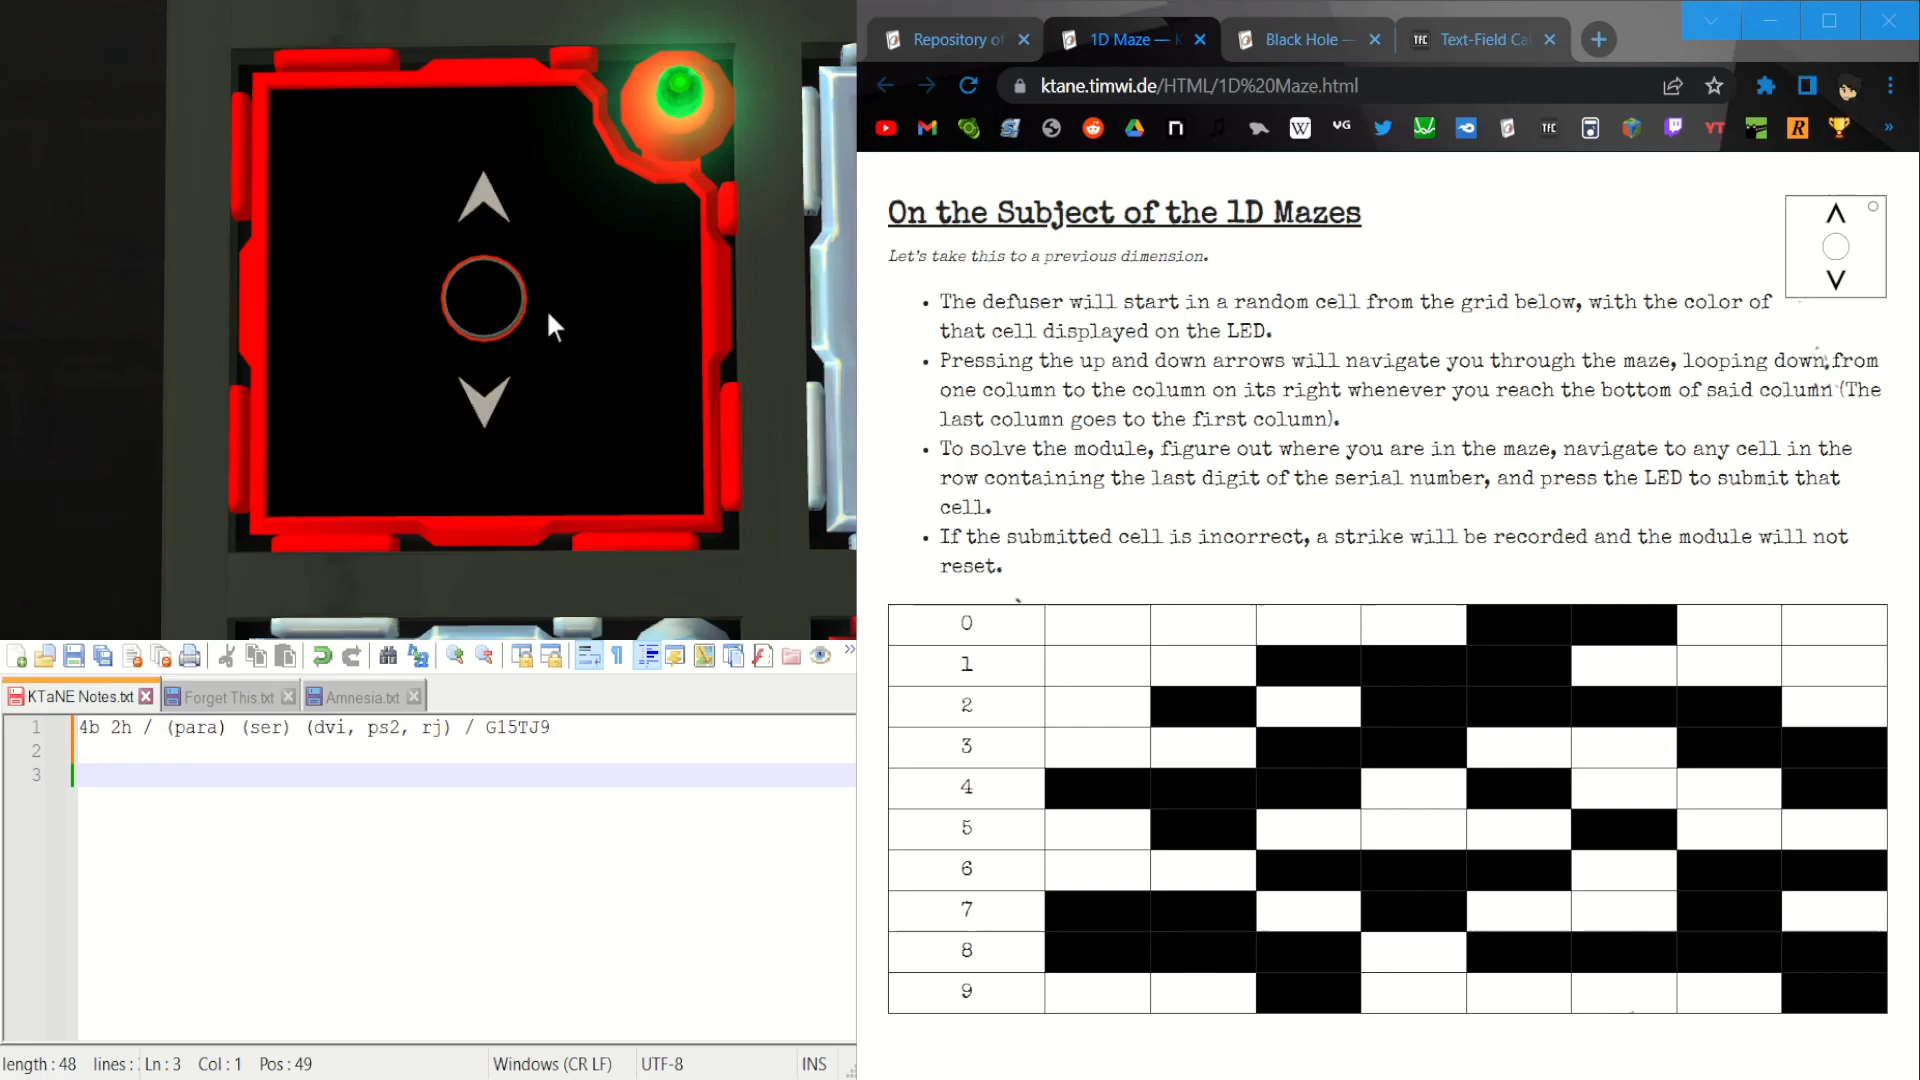 Repository of
1D Maze — K
Black Hole —
Text-Field Cal
ktane.timwi.de/HTML/1D%20Maze.html
On the Subject of the 1D Mazes
Let's take this to a previous dimension.
• The defuser will start in a random cell from the grid below, with the color of
that cell displayed on the LED.
• Pressing the up and down arrows will navigate you through the maze, looping down from
one column to the column on its right whenever you reach the bottom of said column (The
last column goes to the first column).
• To solve the module, figure out where you are in the maze, navigate to any cell in the
row containing the last digit of the serial number, and press the LED to submit that
cell.
• If the submitted cell is incorrect, a strike will be recorded and the module will not
reset.
0
1
2
3
4
5
6
7
8
9
KTaNE Notes.txt
Forget This.txt
Amnesia.txt
1 4b 2h / (para) (ser) (dvi, ps2, rj) / G15TJ9
2
3
length : 48 lines : Ln : 3 Col : 1 Pos : 49 Windows (CR LF) UTF-8 INS